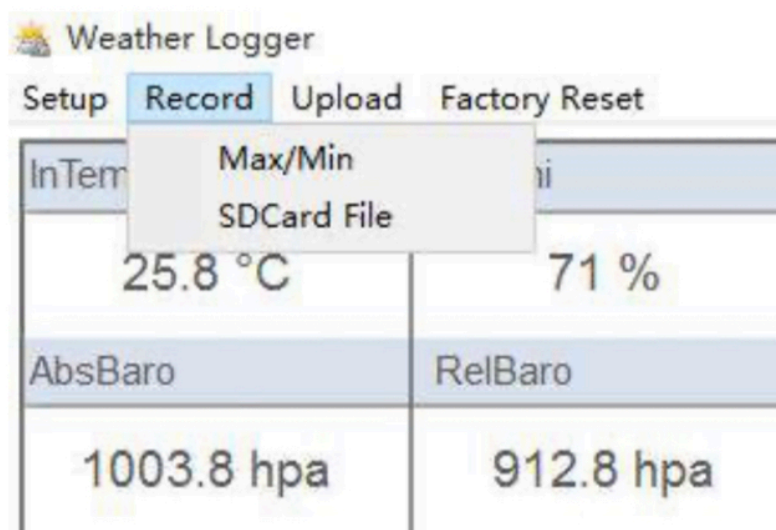 Weather Logger
Setup Record Upload Factory Reset
Max/Min
SDCard File
25.8 °C 71 %
AbsBaro RelBaro
1003.8 hpa 912.8 hpa